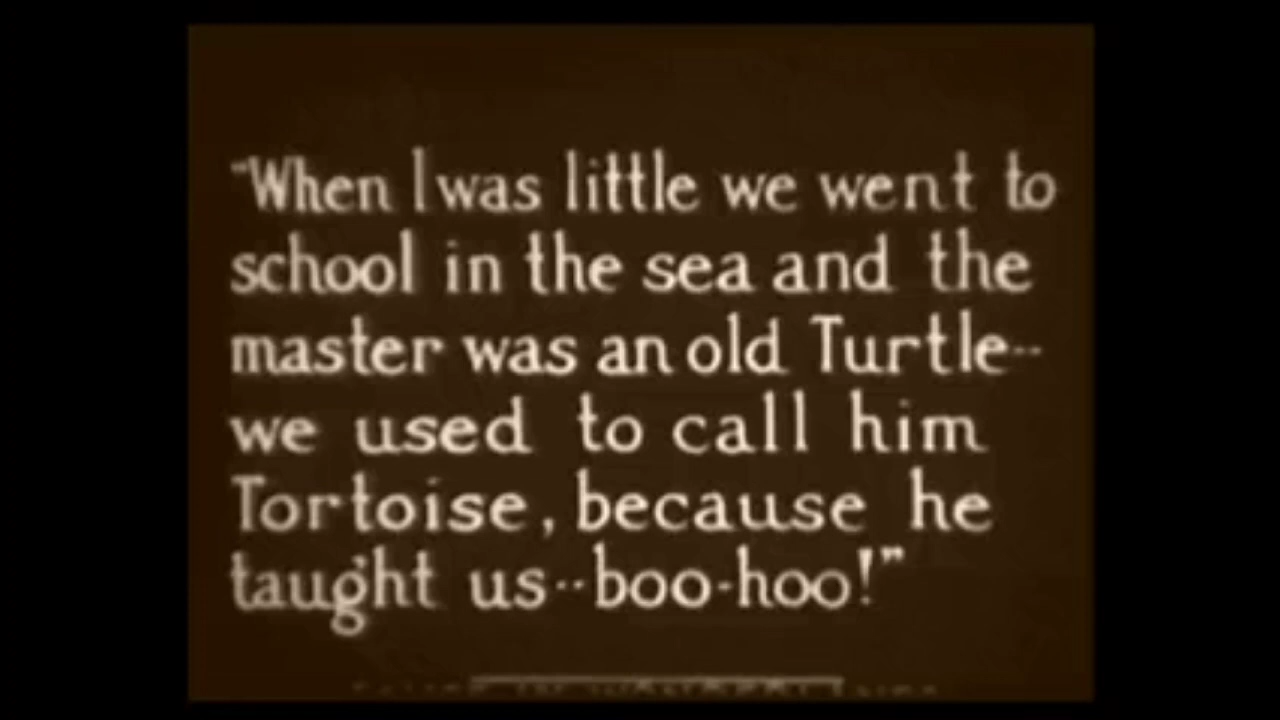 "When I was little we went to
school in the sea and the
master was an old Turtle--
we used to call him
Tortoise, because he
taught us--boo-hoo!"